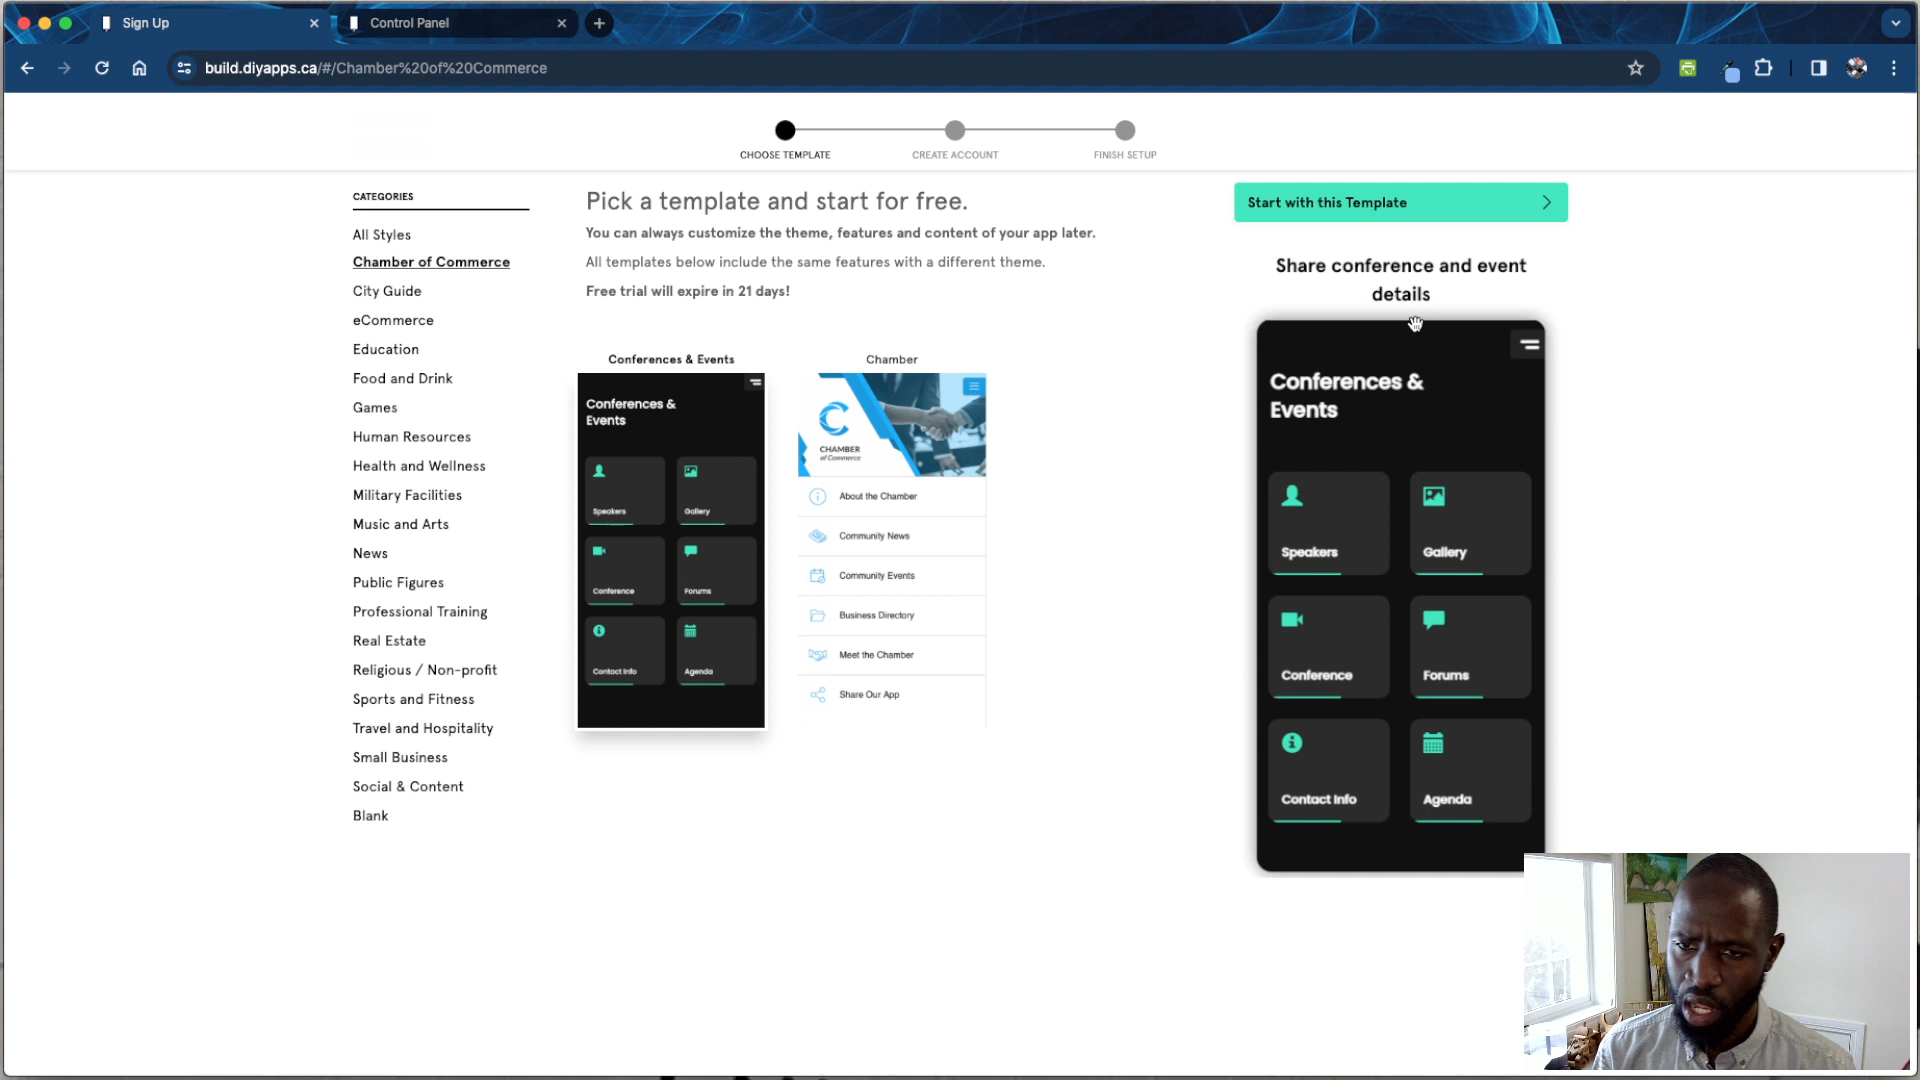 Sign Up
Control Panel
build.diyapps.ca/#/Chamber%20of%20Commerce
CHOOSE TEMPLATE
CREATE ACCOUNT
FINISH SETUP
CATEGORIES
All Styles
Chamber of Commerce
City Guide
eCommerce
Education
Food and Drink
Games
Human Resources
Health and Wellness
Military Facilities
Music and Arts
News
Public Figures
Professional Training
Real Estate
Religious / Non-profit
Sports and Fitness
Travel and Hospitality
Small Business
Social & Content
Blank
Pick a template and start for free.
You can always customize the theme, features and content of your app later.
All templates below include the same features with a different theme.
Free trial will expire in 21 days!
Conferences & Events
Conferences &
Events
Speakers
Gallery
Conference
Forums
Contact Info
Agenda
Chamber
CHAMBER
of Commerce
About the Chamber
Community News
Community Events
Business Directory
Meet the Chamber
Share Our App
Start with this Template
Share conference and event
details
Conferences &
Events
Speakers
Gallery
Conference
Forums
Contact Info
Agenda